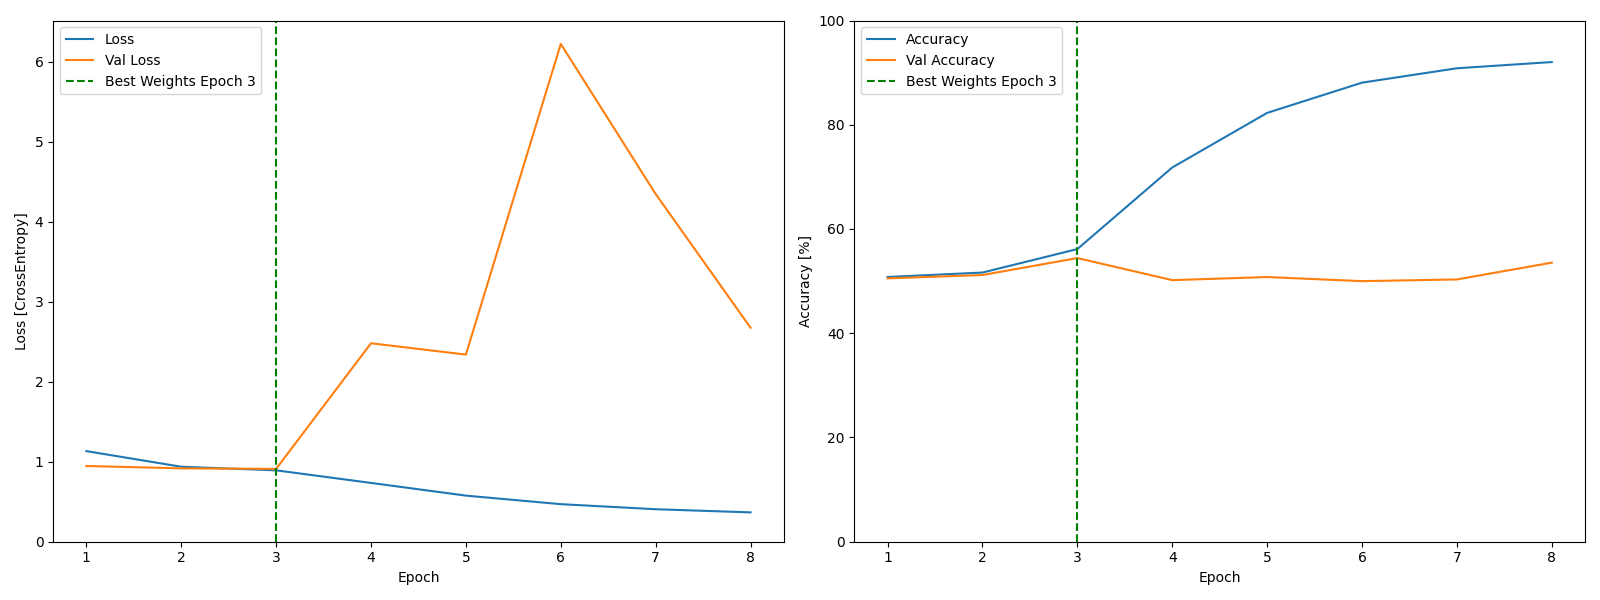 Loss
Val Loss
Best Weights Epoch 3
6
5
4
3
2
1
0
Loss [CrossEntropy]
1 2 3 4 5 6 7 8
Epoch
Accuracy
Val Accuracy
Best Weights Epoch 3
100
80
60
40
20
0
Accuracy [%]
1 2 3 4 5 6 7 8
Epoch